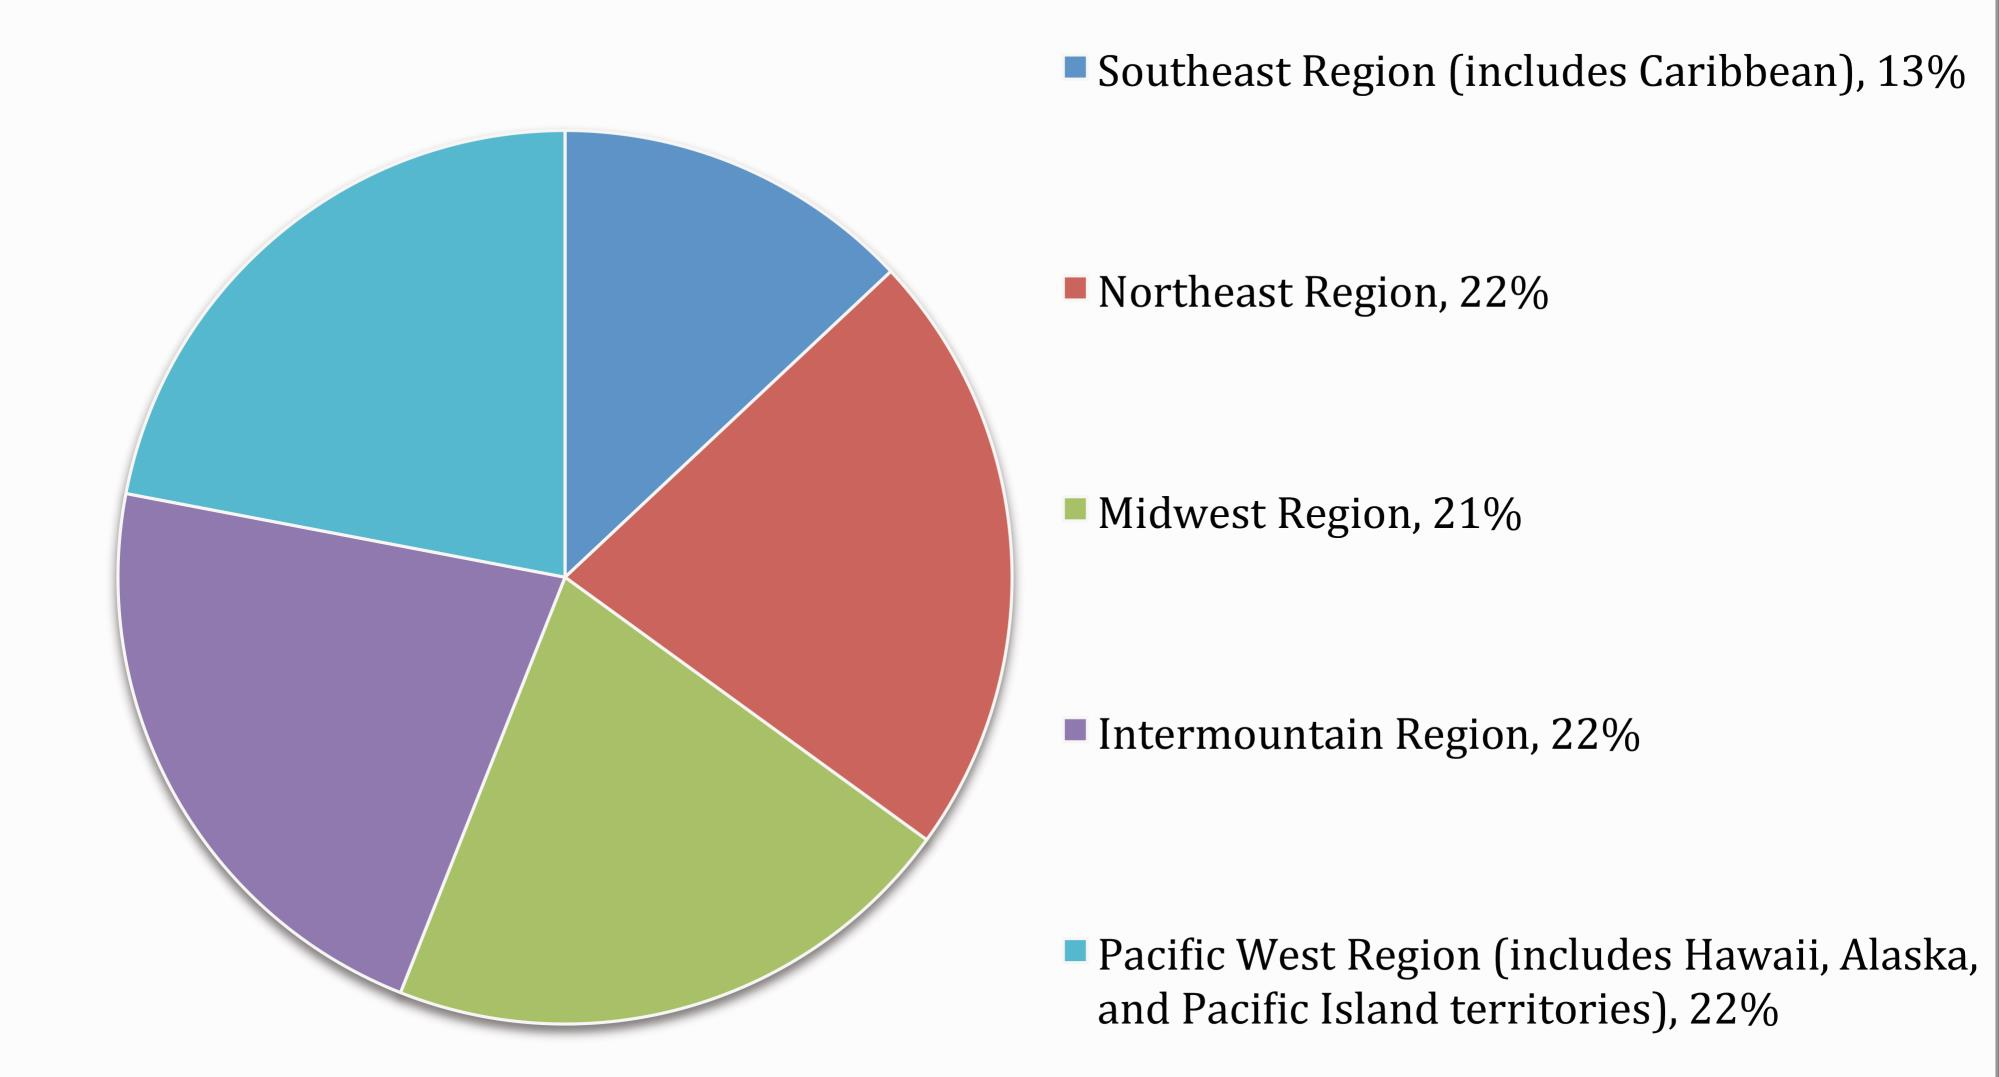 Southeast Region (includes Caribbean), 13%
Northeast Region, 22%
Midwest Region, 21%
Intermountain Region, 22%
Pacific West Region (includes Hawaii, Alaska,
and Pacific Island territories), 22%